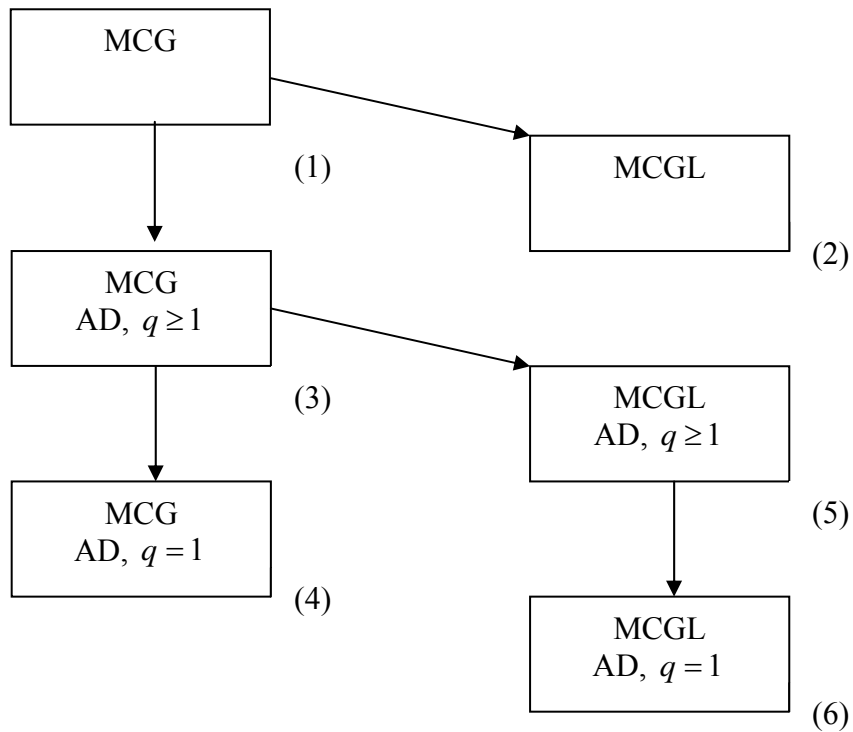 MCG
(1)
MCGL
(2)
MCG
AD, q ≥ 1
(3)
MCGL
AD, q ≥ 1
(5)
MCG
AD, q = 1
(4)
MCGL
AD, q = 1
(6)